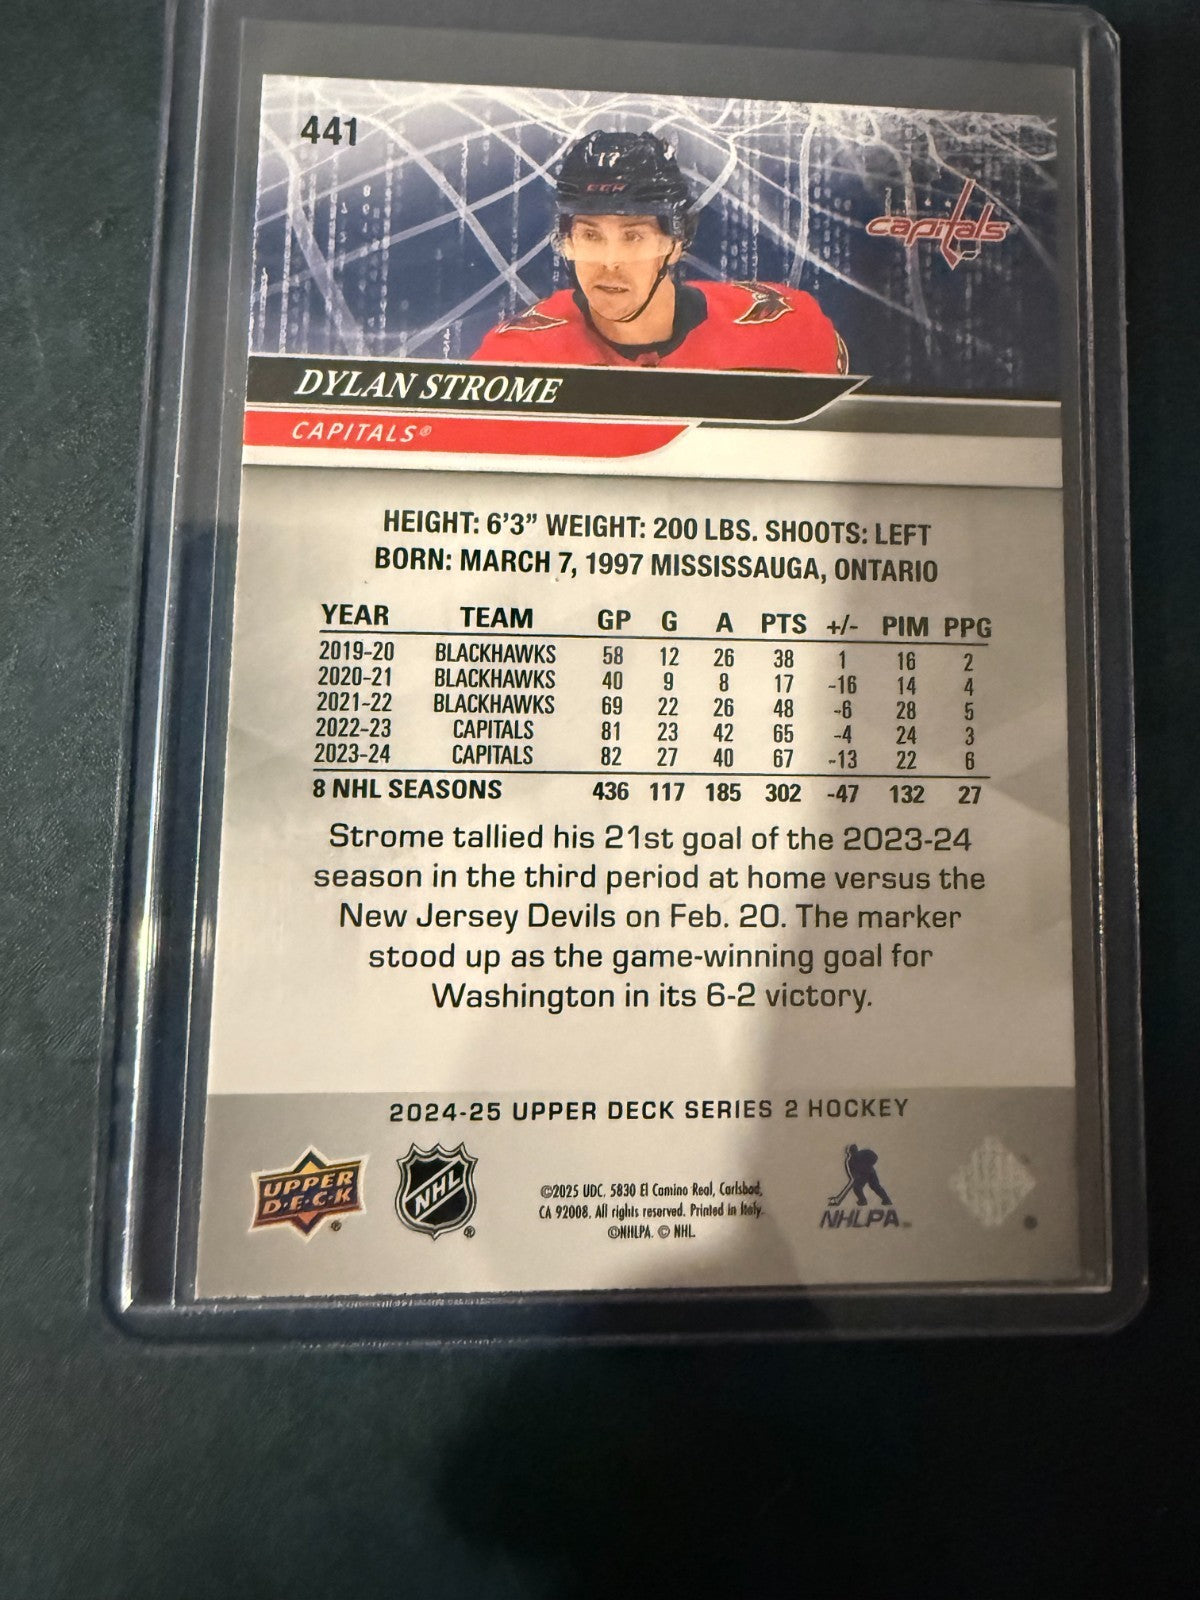 441
17
CCM
capitals
DYLAN STROME
CAPITALS®
HEIGHT: 6'3" WEIGHT: 200 LBS. SHOOTS: LEFT
BORN: MARCH 7, 1997 MISSISSAUGA, ONTARIO
YEAR TEAM GP G A PTS +/- PIM PPG
2019-20 BLACKHAWKS 58 12 26 38 1 16 2
2020-21 BLACKHAWKS 40 9 8 17 -16 14 4
2021-22 BLACKHAWKS 69 22 26 48 -6 28 5
2022-23 CAPITALS 81 23 42 65 -4 24 3
2023-24 CAPITALS 82 27 40 67 -13 22 6
8 NHL SEASONS 436 117 185 302 -47 132 27
Strome tallied his 21st goal of the 2023-24
season in the third period at home versus the
New Jersey Devils on Feb. 20. The marker
stood up as the game-winning goal for
Washington in its 6-2 victory.
2024-25 UPPER DECK SERIES 2 HOCKEY
UPPER
D·E·C·K
®
NHL
®
©2025 UDC. 5830 El Camino Real, Carlsbad,
CA 92008. All rights reserved. Printed in Italy.
©NHLPA. © NHL.
NHLPA™